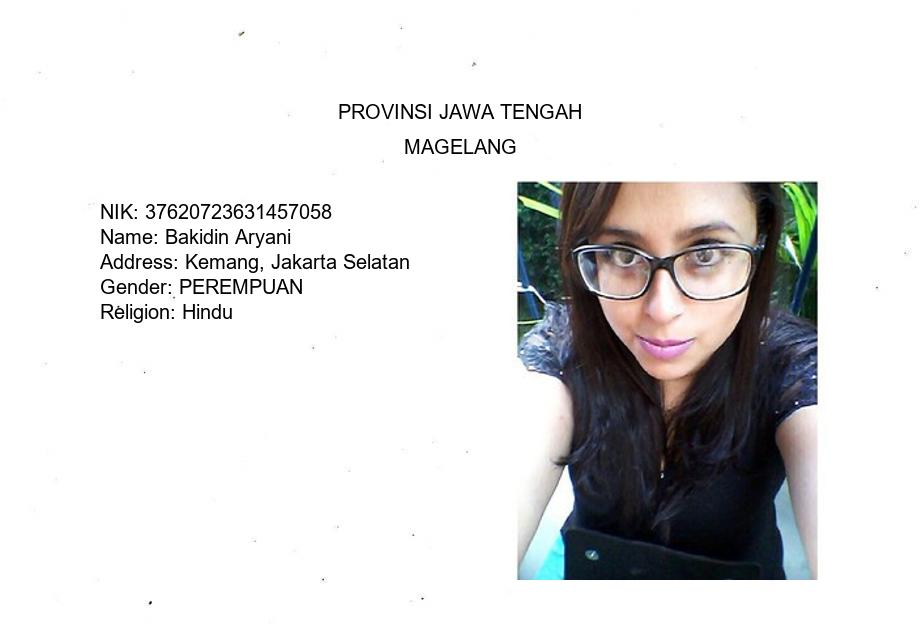 PROVINSI JAWA TENGAH
MAGELANG
NIK: 37620723631457058
Name: Bakidin Aryani
Address: Kemang, Jakarta Selatan
Gender: PEREMPUAN
Religion: Hindu